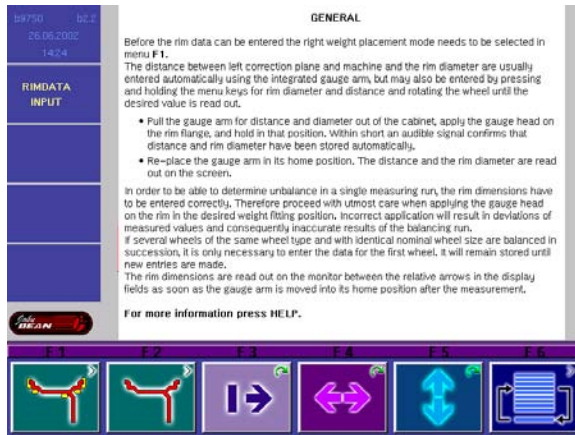 b9750 b2.2
26.06.2002
14:24
RIMDATA
INPUT
GENERAL
Before the rim data can be entered the right weight placement mode needs to be selected in
menu F1.
The distance between left correction plane and machine and the rim diameter are usually
entered automatically using the integrated gauge arm, but may also be entered by pressing
and holding the menu keys for rim diameter and distance and rotating the wheel until the
desired value is read out.
• Pull the gauge arm for distance and diameter out of the cabinet, apply the gauge head on
the rim flange, and hold in that position. Within short an audible signal confirms that
distance and rim diameter have been stored automatically.
• Re-place the gauge arm in its home position. The distance and the rim diameter are read
out on the screen.
In order to be able to determine unbalance in a single measuring run, the rim dimensions have
to be entered correctly. Therefore proceed with utmost care when applying the gauge head
on the rim in the desired weight fitting position. Incorrect application will result in deviations of
measured values and consequently inaccurate results of the balancing run.
If several wheels of the same wheel type and with identical nominal wheel size are balanced in
succession, it is only necessary to enter the data for the first wheel. It will remain stored until
new entries are made.
The rim dimensions are read out on the monitor between the relative arrows in the display
fields as soon as the gauge arm is moved into its home position after the measurement.
For more information press HELP.
John
BEAN
F1 F2 F3 F4 F5 F6